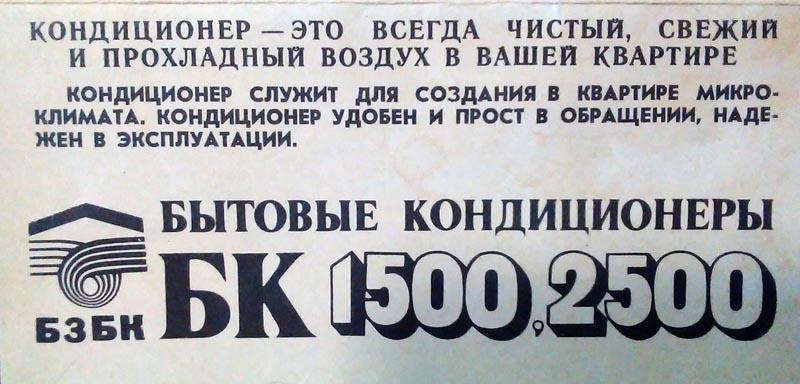 КОНДИЦИОНЕР — ЭТО ВСЕГДА ЧИСТЫЙ, СВЕЖИЙ
И ПРОХЛАДНЫЙ ВОЗДУХ В ВАШЕЙ КВАРТИРЕ
КОНДИЦИОНЕР СЛУЖИТ ДЛЯ СОЗДАНИЯ В КВАРТИРЕ МИКРО-
КЛИМАТА. КОНДИЦИОНЕР УДОБЕН И ПРОСТ В ОБРАЩЕНИИ, НАДЕ-
ЖЕН В ЭКСПЛУАТАЦИИ.
БЫТОВЫЕ КОНДИЦИОНЕРЫ
БЗБК
БК 1500, 2500